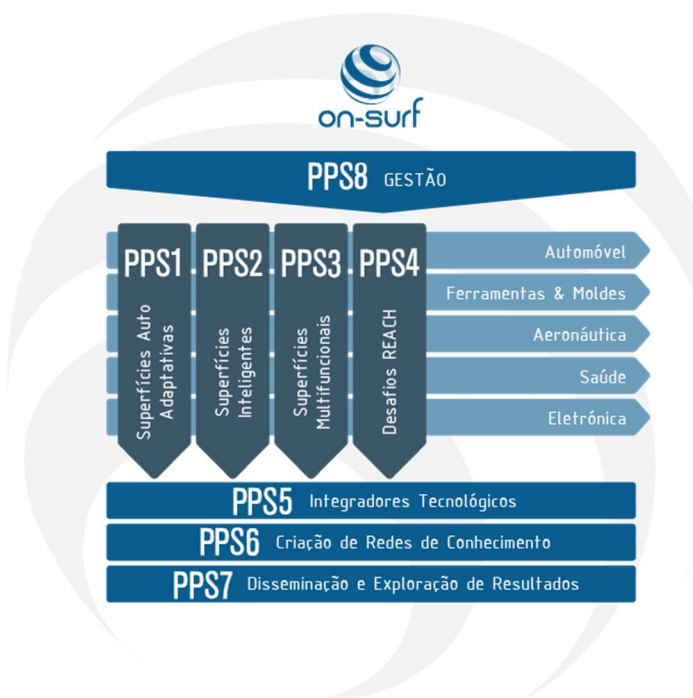 on-surf
PPS8 GESTÃO
PPS1
Superfícies Auto
Adaptativas
PPS2
Superfícies
Inteligentes
PPS3
Superfícies
Multifuncionais
PPS4
Desafios REACH
Automóvel
Ferramentas & Moldes
Aeronáutica
Saúde
Eletrónica
PPS5 Integradores Tecnológicos
PPS6 Criação de Redes de Conhecimento
PPS7 Disseminação e Exploração de Resultados